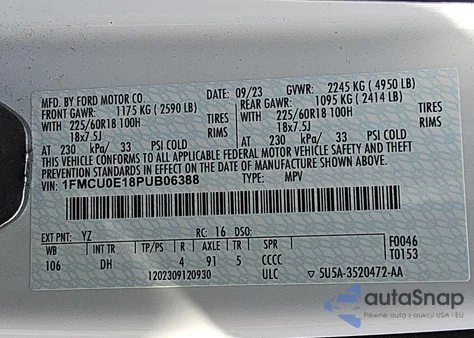 MFD. BY FORD MOTOR CO.
09/23 GVWR: 2245 KG ( 4950 LB)
FRONT GAWR: 1175 KG ( 2590 LB)
REAR GAWR: 1095 KG ( 2414 LB)
WITH 225/60R18 100H TIRES
18x7.5J RIMS
WITH 225/60R18 100H TIRES
18x7.5J RIMS
AT 230 kPa/ 33 PSI COLD
AT 230 kPa/ 33 PSI COLD
THIS VEHICLE CONFORMS TO ALL APPLICABLE FEDERAL MOTOR VEHICLE SAFETY AND THEFT
PREVENTION STANDARDS IN EFFECT ON THE DATE OF MANUFACTURE SHOWN ABOVE.
VIN: 1FMCU0E18PUB06388
TYPE: MPV
EXT PNT: YZ RC: 16 DSO:
WB INT TR TP/PS R AXLE TR SPR
106 DH 4 91 5 CCCC
F0046
T0153
1202309120930 ULC
5U5A-3520472-AA
autoSnap
Pewne auto z USA - EU